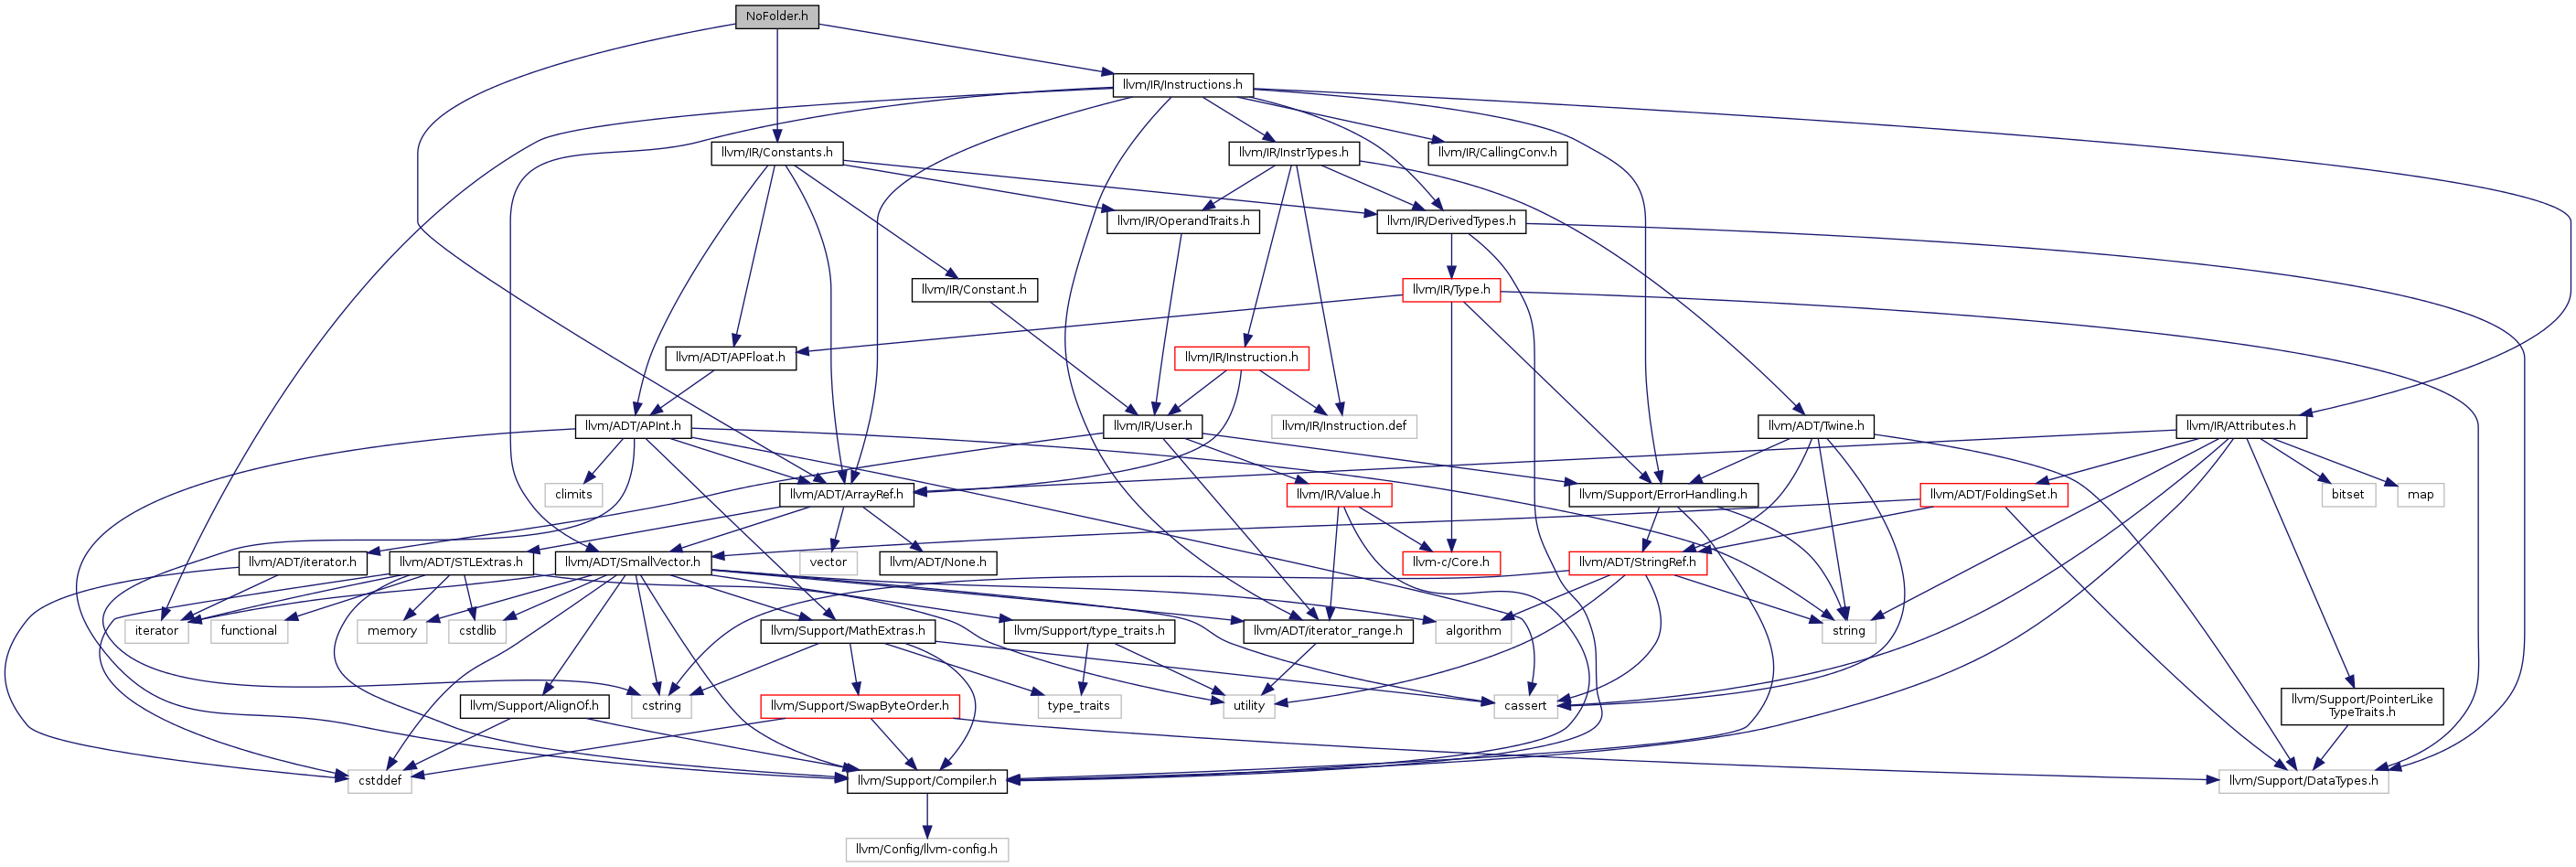 NoFolder.h
llvm/IR/Instructions.h
llvm/IR/Constants.h
llvm/IR/InstrTypes.h
llvm/IR/CallingConv.h
llvm/IR/OperandTraits.h
llvm/IR/DerivedTypes.h
llvm/IR/Constant.h
llvm/IR/Type.h
llvm/ADT/APFloat.h
llvm/IR/Instruction.h
llvm/ADT/APInt.h
llvm/IR/User.h
llvm/IR/Instruction.def
llvm/ADT/Twine.h
llvm/IR/Attributes.h
climits
llvm/ADT/ArrayRef.h
llvm/IR/Value.h
llvm/Support/ErrorHandling.h
llvm/ADT/FoldingSet.h
bitset
map
llvm/ADT/iterator.h
llvm/ADT/STLExtras.h
llvm/ADT/SmallVector.h
vector
llvm/ADT/None.h
llvm-c/Core.h
llvm/ADT/StringRef.h
iterator
functional
memory
cstdlib
llvm/Support/MathExtras.h
llvm/Support/type_traits.h
llvm/ADT/iterator_range.h
algorithm
string
llvm/Support/AlignOf.h
cstring
llvm/Support/SwapByteOrder.h
type_traits
utility
cassert
llvm/Support/PointerLike
TypeTraits.h
cstddef
llvm/Support/Compiler.h
llvm/Support/DataTypes.h
llvm/Config/llvm-config.h